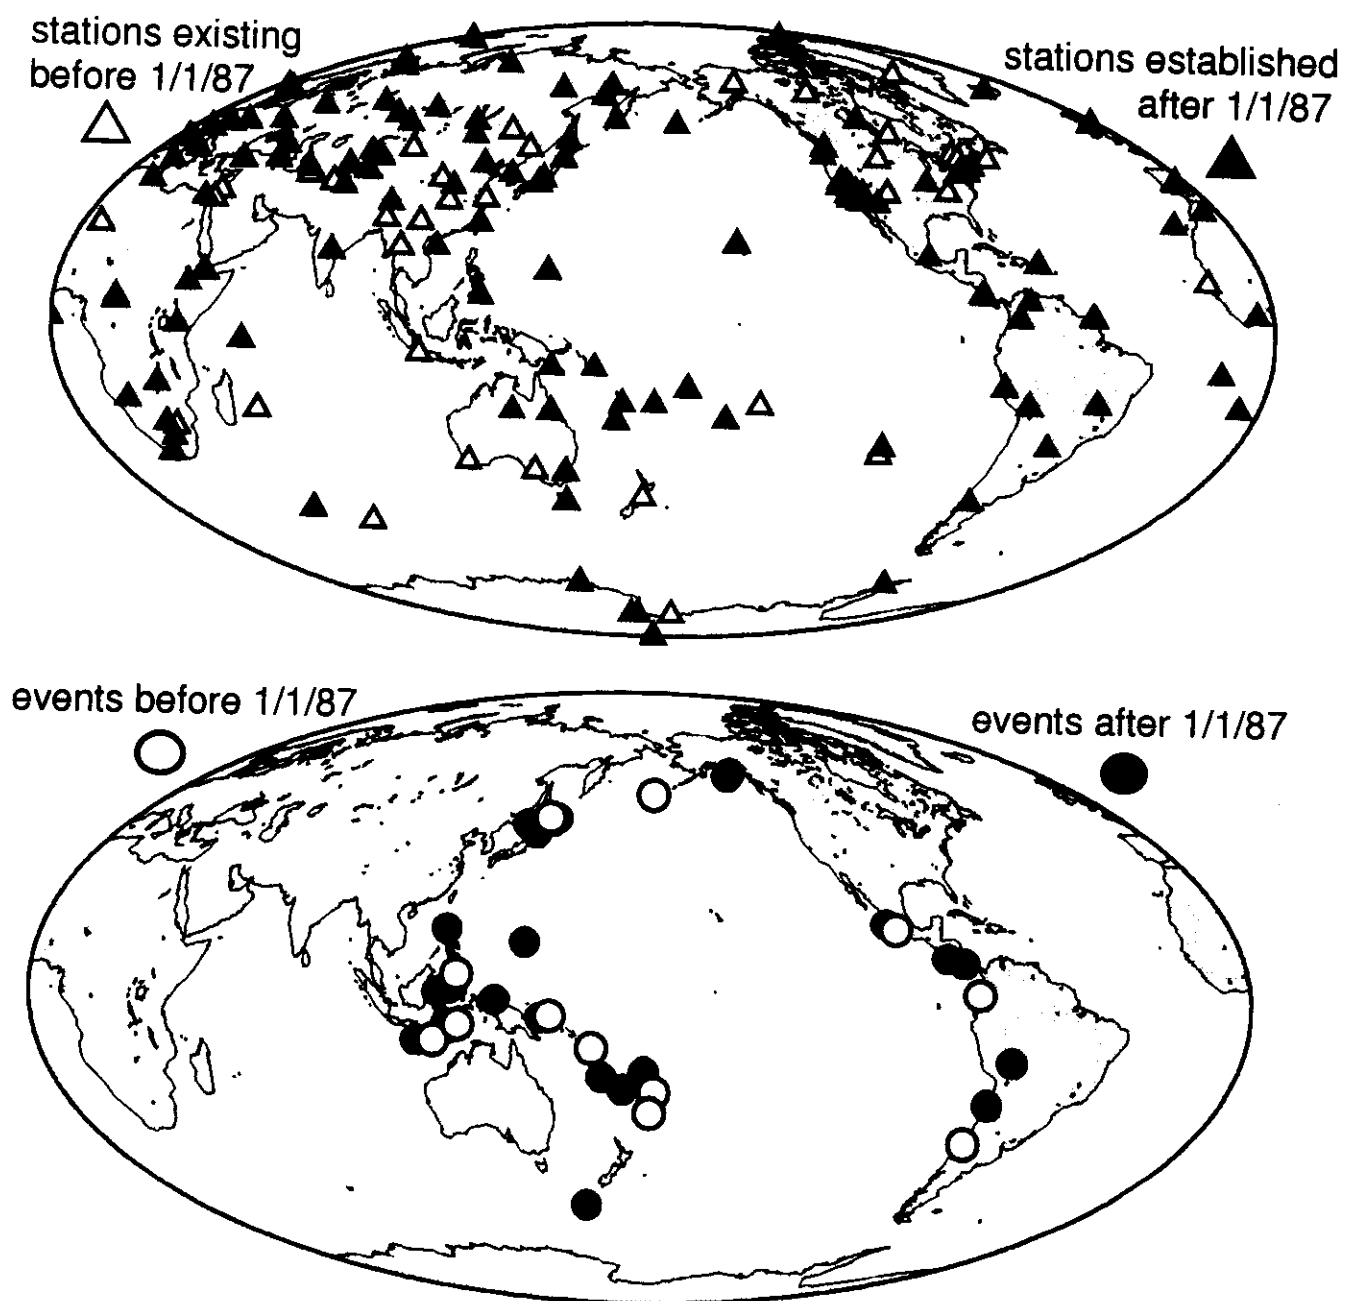 stations existing
before 1/1/87
stations established
after 1/1/87
events before 1/1/87
events after 1/1/87